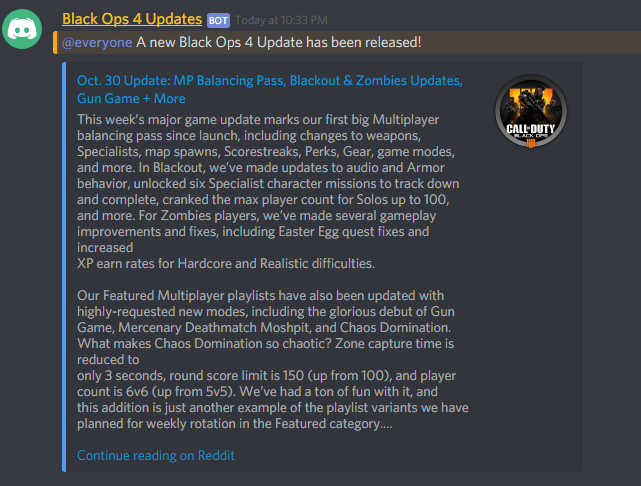 Black Ops 4 Updates BOT Today at 10:33 PM
@everyone A new Black Ops 4 Update has been released!
Oct. 30 Update: MP Balancing Pass, Blackout & Zombies Updates,
Gun Game + More
This week's major game update marks our first big Multiplayer
balancing pass since launch, including changes to weapons,
Specialists, map spawns, Scorestreaks, Perks, Gear, game modes,
and more. In Blackout, we've made updates to audio and Armor
behavior, unlocked six Specialist character missions to track down
and complete, cranked the max player count for Solos up to 100,
and more. For Zombies players, we've made several gameplay
improvements and fixes, including Easter Egg quest fixes and
increased
XP earn rates for Hardcore and Realistic difficulties.
Our Featured Multiplayer playlists have also been updated with
highly-requested new modes, including the glorious debut of Gun
Game, Mercenary Deathmatch Moshpit, and Chaos Domination.
What makes Chaos Domination so chaotic? Zone capture time is
reduced to
only 3 seconds, round score limit is 150 (up from 100), and player
count is 6v6 (up from 5v5). We've had a ton of fun with it, and
this addition is just another example of the playlist variants we have
planned for weekly rotation in the Featured category....
Continue reading on Reddit
CALL OF DUTY
BLACK OPS